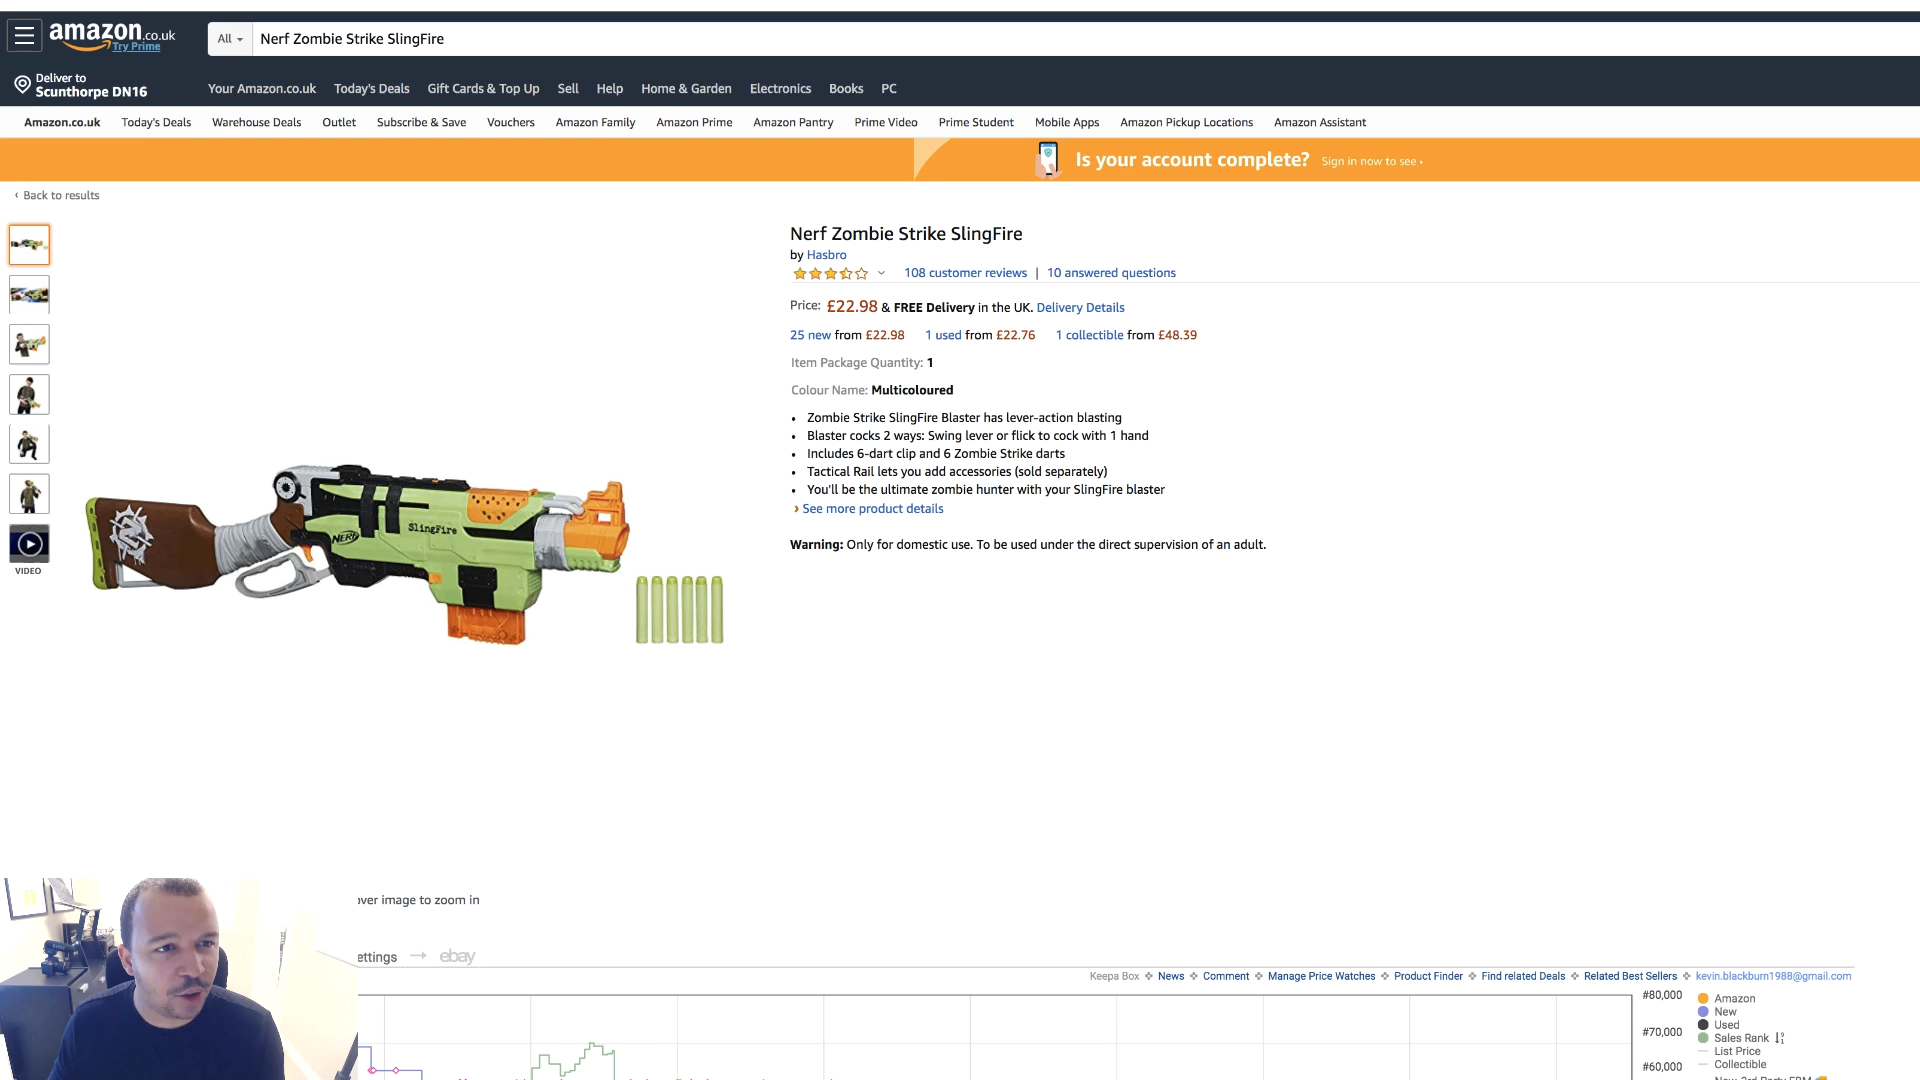 amazon.co.uk
Try Prime
All
Nerf Zombie Strike SlingFire
Deliver to
Scunthorpe DN16
Your Amazon.co.uk Today's Deals Gift Cards & Top Up Sell Help Home & Garden Electronics Books PC
Amazon.co.uk Today's Deals Warehouse Deals Outlet Subscribe & Save Vouchers Amazon Family Amazon Prime Amazon Pantry Prime Video Prime Student Mobile Apps Amazon Pickup Locations Amazon Assistant
Is your account complete? Sign in now to see ›
‹ Back to results
Nerf Zombie Strike SlingFire
by Hasbro
108 customer reviews | 10 answered questions
Price: £22.98 & FREE Delivery in the UK. Delivery Details
25 new from £22.98 1 used from £22.76 1 collectible from £48.39
Item Package Quantity: 1
Colour Name: Multicoloured
• Zombie Strike SlingFire Blaster has lever-action blasting
• Blaster cocks 2 ways: Swing lever or flick to cock with 1 hand
• Includes 6-dart clip and 6 Zombie Strike darts
• Tactical Rail lets you add accessories (sold separately)
• You'll be the ultimate zombie hunter with your SlingFire blaster
› See more product details
Warning: Only for domestic use. To be used under the direct supervision of an adult.
NERF
SlingFire
VIDEO
over image to zoom in
ettings → ebay
Keepa Box News Comment Manage Price Watches Product Finder Find related Deals Related Best Sellers kevin.blackburn1988@gmail.com
#80,000
#70,000
#60,000
Amazon
New
Used
Sales Rank
List Price
Collectible